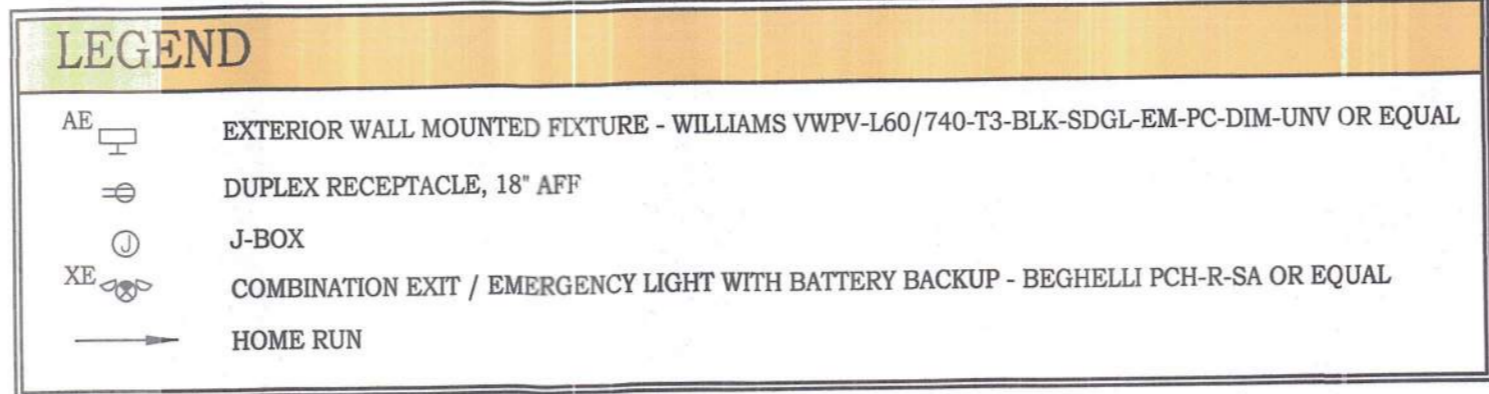 LEGEND
AE EXTERIOR WALL MOUNTED FIXTURE - WILLIAMS VWPV-L60/740-T3-BLK-SDGL-EM-PC-DIM-UNV OR EQUAL
DUPLEX RECEPTACLE, 18" AFF
J J-BOX
XE COMBINATION EXIT / EMERGENCY LIGHT WITH BATTERY BACKUP - BEGHELLI PCH-R-SA OR EQUAL
HOME RUN